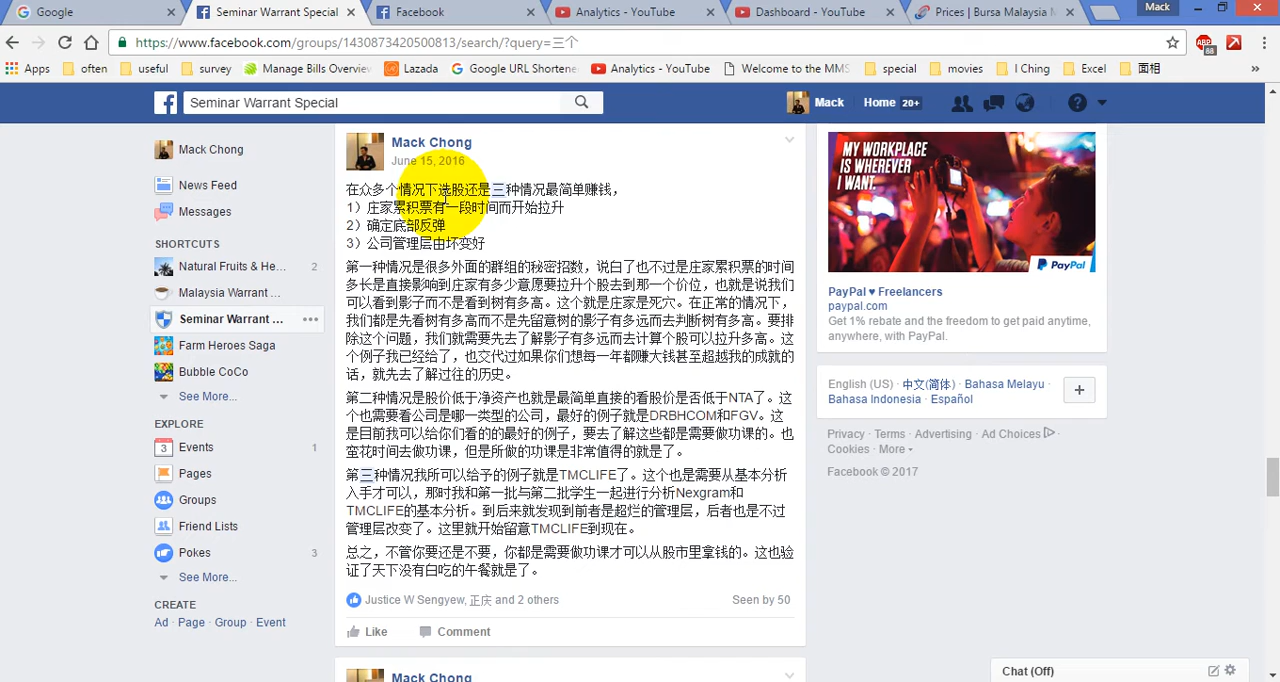 Google
Seminar Warrant Special
Facebook
Analytics - YouTube
Dashboard - YouTube
Prices | Bursa Malaysia M
Mack
https://www.facebook.com/groups/1430873420500813/search/?query=三个
ABP
88
Apps
often
useful
survey
Manage Bills Overvie
Lazada
Google URL Shortene
Analytics - YouTube
Welcome to the MMS
special
movies
I Ching
Excel
面相
»
Seminar Warrant Special
Mack
Home 20+
Mack Chong
News Feed
Messages
SHORTCUTS
Natural Fruits & He... 2
Malaysia Warrant ...
Seminar Warrant ...
Farm Heroes Saga
Bubble CoCo
See More...
EXPLORE
Events 1
Pages
Groups
Friend Lists
Pokes 3
See More...
CREATE
Ad · Page · Group · Event
Mack Chong
June 15, 2016
在众多个情况下选股还是三种情况最简单赚钱，
1）庄家累积票有一段时间而开始拉升
2）确定底部反弹
3）公司管理层由坏变好
第一种情况是很多外面的群组的秘密招数，说白了也不过是庄家累票的时间
多长是直接影响到庄家有多少意愿要拉升个股去到那一个价位，也就是说我们
可以看到影子而不是看到树有多高。这个就是庄家是死穴。在正常的情况下，
我们都是先看树有多高而不是先留意树的影子有多远而去判断树有多高。要排
除这个问题，我们就需要先去了解影子有多远而去计算个股可以拉升多高。这
个例子我已经给了，也交代过如果你们想每一年都赚大钱甚至超越我的成就的
话，就先去了解过往的历史。
第二种情况是股价低于净资产也就是最简单直接的看股价是否低于NTA了。这
个也需要看公司是哪一类型的公司，最好的例子就是DRBHCOM和FGV。这
是目前我可以给你们看的的最好的例子，要去了解这些都是需要做功课的。也
蛮花时间去做功课，但是所做的功课是非常值得的就是了。
第三种情况我所可以给予的例子就是TMCLIFE了。这个也是需要从基本分析
入手才可以，那时我和第一批与第二批学生一起进行分析Nexgram和
TMCLIFE的基本分析。到后来就发现到前者是超烂的管理层，后者也是不过
管理层改变了。这里就开始留意TMCLIFE到现在。
总之，不管你要还是不要，你都是需要做功课才可以从股市里拿钱的。这也验
证了天下没有白吃的午餐就是了。
Justice W Sengyew, 正庆 and 2 others
Seen by 50
Like
Comment
Mack Chong
MY WORKPLACE
IS WHEREVER
I WANT.
PayPal
PayPal ♥ Freelancers
paypal.com
Get 1% rebate and the freedom to get paid anytime,
anywhere, with PayPal.
English (US) · 中文(简体) · Bahasa Melayu ·
Bahasa Indonesia · Español
Privacy · Terms · Advertising · Ad Choices ·
Cookies · More
Facebook © 2017
Chat (Off)